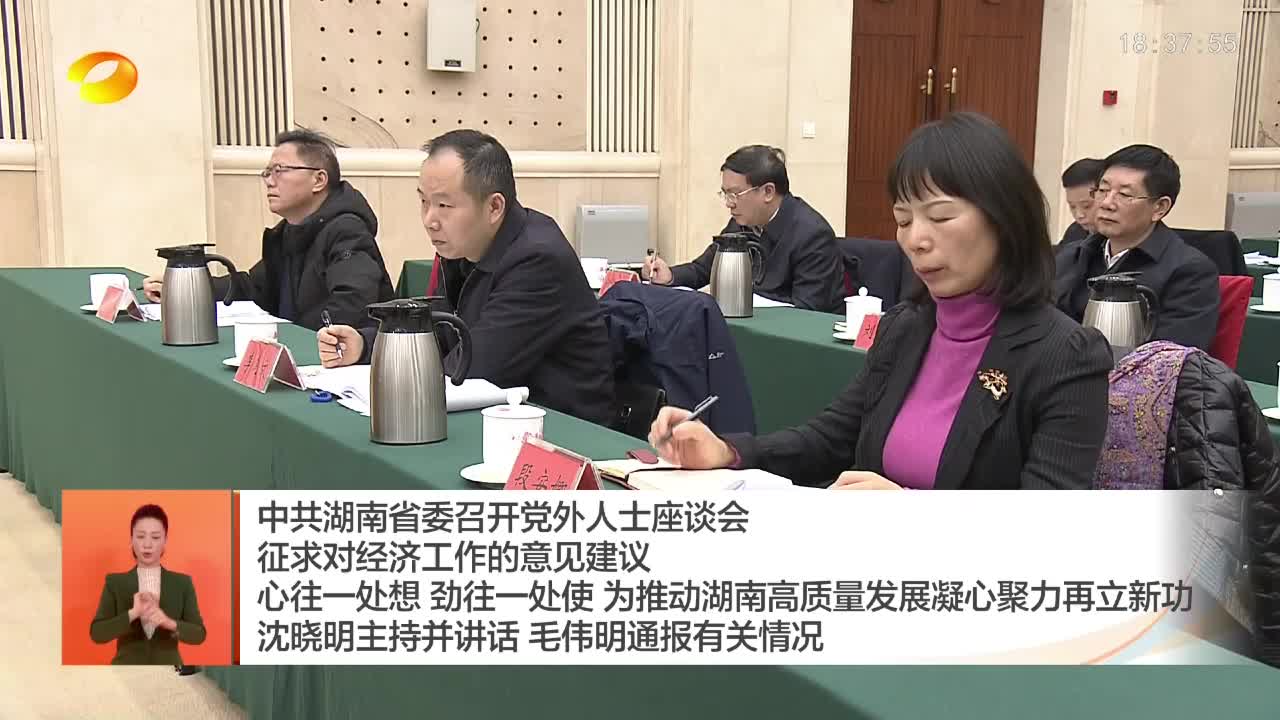 18:37:55
中共湖南省委召开党外人士座谈会
征求对经济工作的意见建议
心往一处想 劲往一处使 为推动湖南高质量发展凝心聚力再立新功
沈晓明主持并讲话 毛伟明通报有关情况